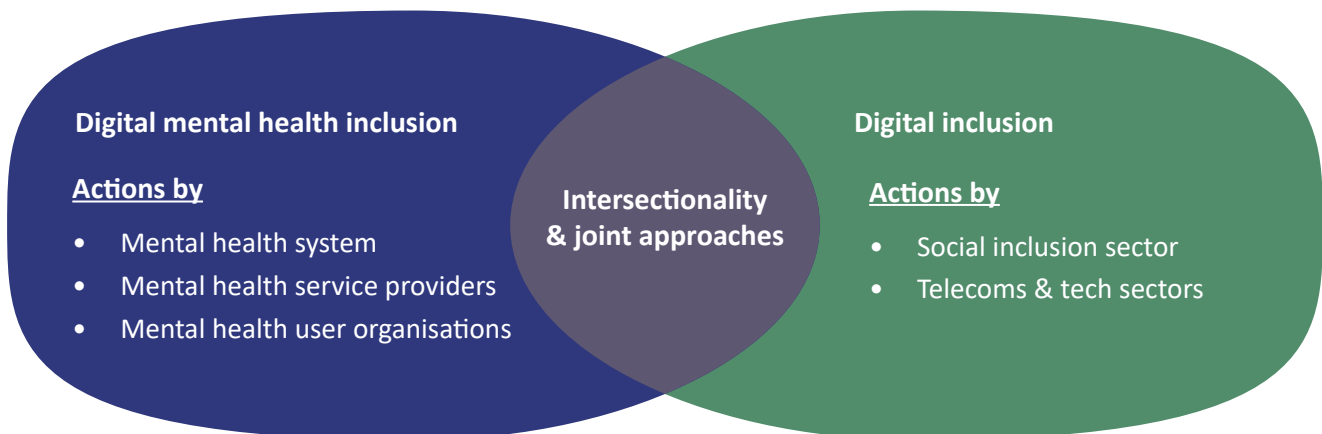 Digital mental health inclusion
Actions by
• Mental health system
• Mental health service providers
• Mental health user organisations
Intersectionality
& joint approaches
Digital inclusion
Actions by
• Social inclusion sector
• Telecoms & tech sectors